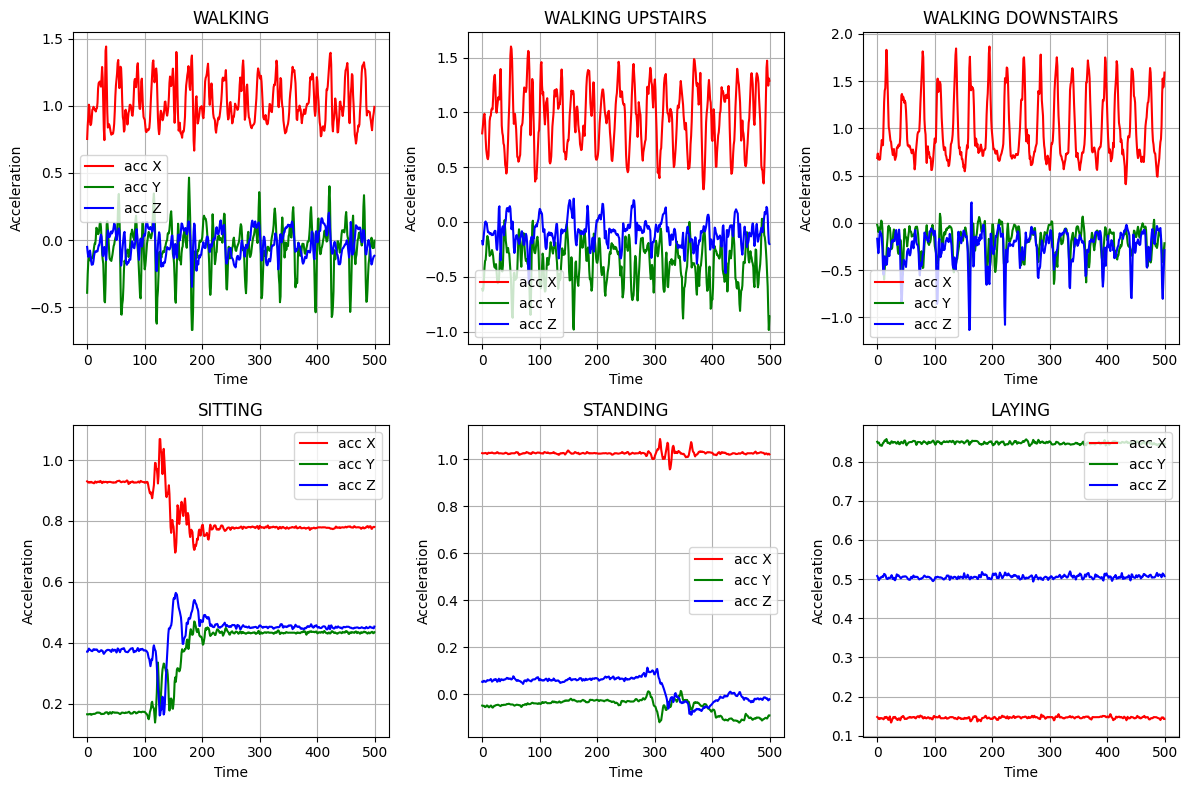 WALKING
1.5
1.0
0.5
0.0
−0.5
Acceleration
acc X
acc Y
acc Z
0 100 200 300 400 500
Time
WALKING UPSTAIRS
1.5
1.0
0.5
0.0
−0.5
−1.0
Acceleration
acc X
acc Y
acc Z
0 100 200 300 400 500
Time
WALKING DOWNSTAIRS
2.0
1.5
1.0
0.5
0.0
−0.5
−1.0
Acceleration
acc X
acc Y
acc Z
0 100 200 300 400 500
Time
SITTING
1.0
0.8
0.6
0.4
0.2
Acceleration
acc X
acc Y
acc Z
0 100 200 300 400 500
Time
STANDING
1.0
0.8
0.6
0.4
0.2
0.0
Acceleration
acc X
acc Y
acc Z
0 100 200 300 400 500
Time
LAYING
0.8
0.7
0.6
0.5
0.4
0.3
0.2
0.1
Acceleration
acc X
acc Y
acc Z
0 100 200 300 400 500
Time